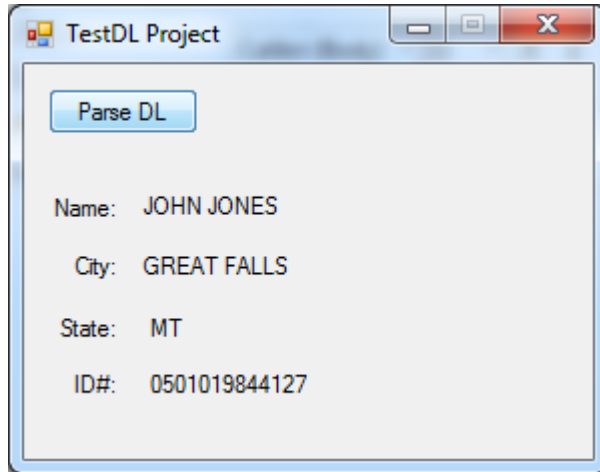 TestDL Project
Parse DL
Name: JOHN JONES
City: GREAT FALLS
State: MT
ID#: 0501019844127